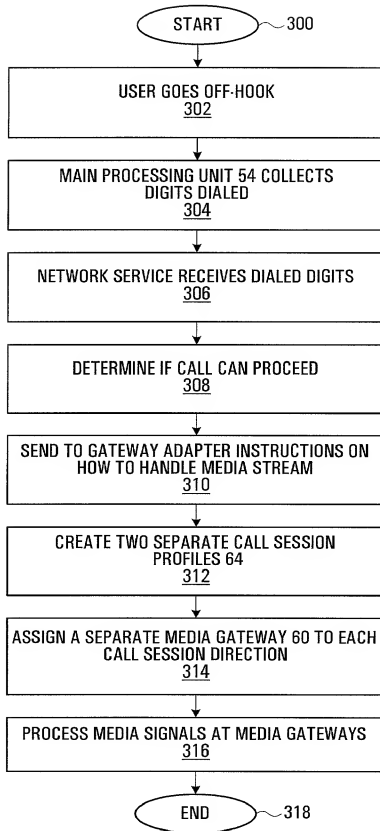 START
300
USER GOES OFF-HOOK
302
MAIN PROCESSING UNIT 54 COLLECTS
DIGITS DIALED
304
NETWORK SERVICE RECEIVES DIALED DIGITS
306
DETERMINE IF CALL CAN PROCEED
308
SEND TO GATEWAY ADAPTER INSTRUCTIONS ON
HOW TO HANDLE MEDIA STREAM
310
CREATE TWO SEPARATE CALL SESSION
PROFILES 64
312
ASSIGN A SEPARATE MEDIA GATEWAY 60 TO EACH
CALL SESSION DIRECTION
314
PROCESS MEDIA SIGNALS AT MEDIA GATEWAYS
316
END
318